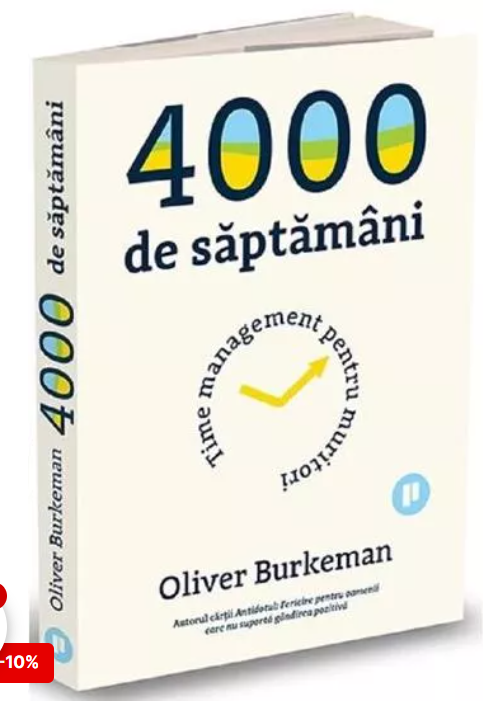 4000
de săptămâni
Time management pentru muritori
Oliver Burkeman
Autorul cărții Antidotul: Fericire pentru oamenii
care nu suportă gândirea pozitivă
Oliver Burkeman 4000 de săptămâni
-10%